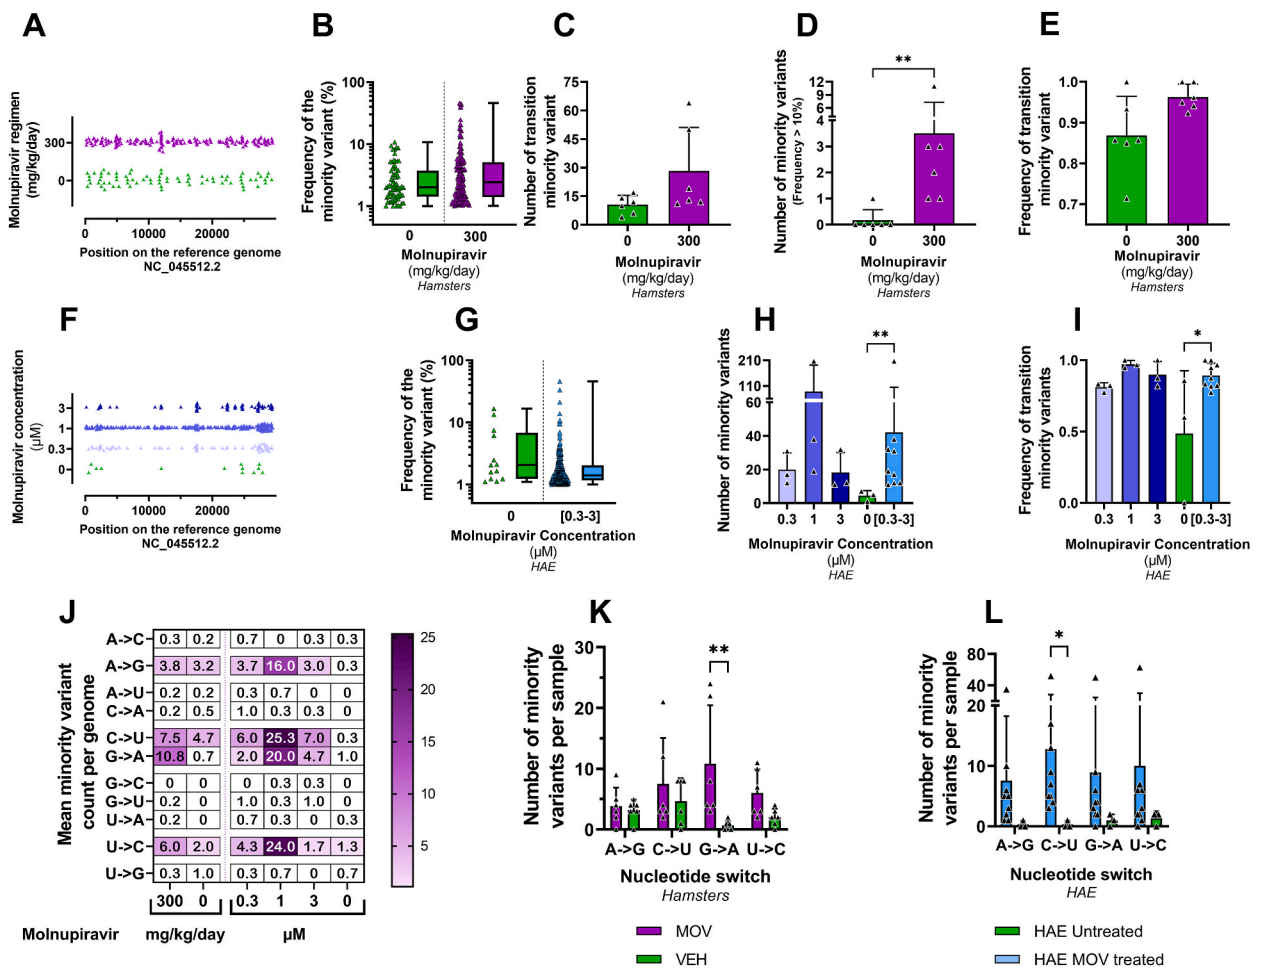 A
Molnupiravir regimen
(mg/kg/day)
300
0
0
10000
20000
Position on the reference genome
NC_045512.2
B
Frequency of the
minority variant (%)
100
10
1
0
300
Molnupiravir
(mg/kg/day)
Hamsters
C
Number of transition
minority variant
75
60
45
30
15
0
0
300
Molnupiravir
(mg/kg/day)
Hamsters
D
Number of minority variants
(Frequency > 10%)
12
9
6
4
3
2
1
0
**
0
300
Molnupiravir
(mg/kg/day)
Hamsters
E
Frequency of transition
minority variant
1.0
0.9
0.8
0.7
0
300
Molnupiravir
(mg/kg/day)
Hamsters
F
Molnupiravir concentration
(µM)
3
1
0.3
0
0
10000
20000
Position on the reference genome
NC_045512.2
G
Frequency of the
minority variant (%)
100
10
1
0
[0.3-3]
Molnupiravir Concentration
(µM)
HAE
H
Number of minority variants
210
110
60
40
20
0
**
0.3 1 3 0 [0.3-3]
Molnupiravir Concentration
(µM)
HAE
I
Frequency of transition
minority variants
1.0
0.5
0.0
*
0.3 1 3 0 [0.3-3]
Molnupiravir Concentration
(µM)
HAE
J
Mean minority variant
count per genome
A->C 0.3 0.2 0.7 0 0.3 0.3
A->G 3.8 3.2 3.7 16.0 3.0 0.3
A->U 0.2 0.2 0.3 0.7 0 0
C->A 0.2 0.5 1.0 0.3 0.3 0
C->U 7.5 4.7 6.0 25.3 7.0 0.3
G->A 10.8 0.7 2.0 20.0 4.7 1.0
G->C 0 0 0 0.3 0.3 0
G->U 0.2 0 1.0 0.3 1.0 0
U->A 0.2 0 0.7 0.3 0 0.3
U->C 6.0 2.0 4.3 24.0 1.7 1.3
U->G 0.3 1.0 0.3 0.7 0 0.7
300 0 0.3 1 3 0
Molnupiravir mg/kg/day µM
25
20
15
10
5
K
Number of minority
variants per sample
30
20
10
0
**
A->G C->U G->A U->C
Nucleotide switch
Hamsters
MOV
VEH
L
Number of minority
variants per sample
80
40
20
10
0
*
A->G C->U G->A U->C
Nucleotide switch
HAE
HAE Untreated
HAE MOV treated